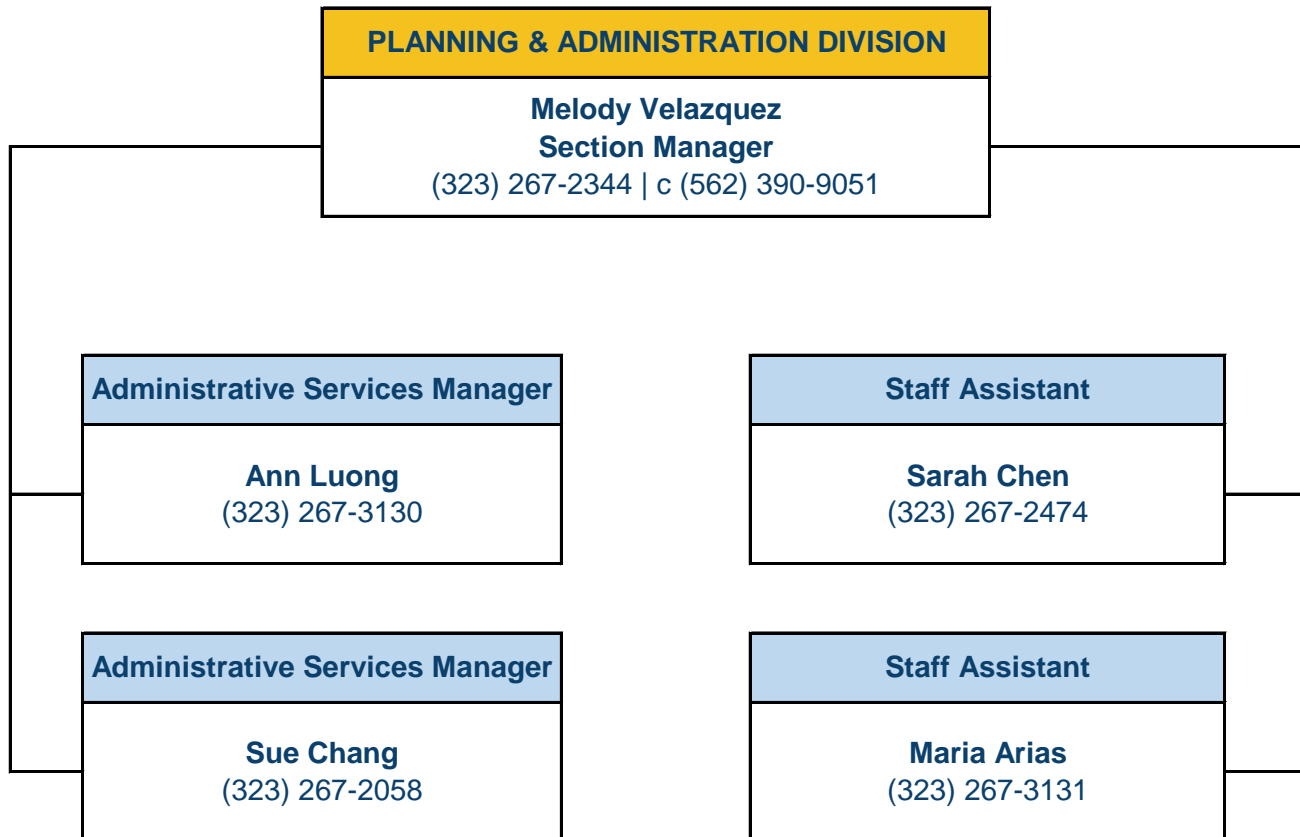 PLANNING & ADMINISTRATION DIVISION
Melody Velazquez
Section Manager
(323) 267-2344 | c (562) 390-9051
Administrative Services Manager
Ann Luong
(323) 267-3130
Staff Assistant
Sarah Chen
(323) 267-2474
Administrative Services Manager
Sue Chang
(323) 267-2058
Staff Assistant
Maria Arias
(323) 267-3131